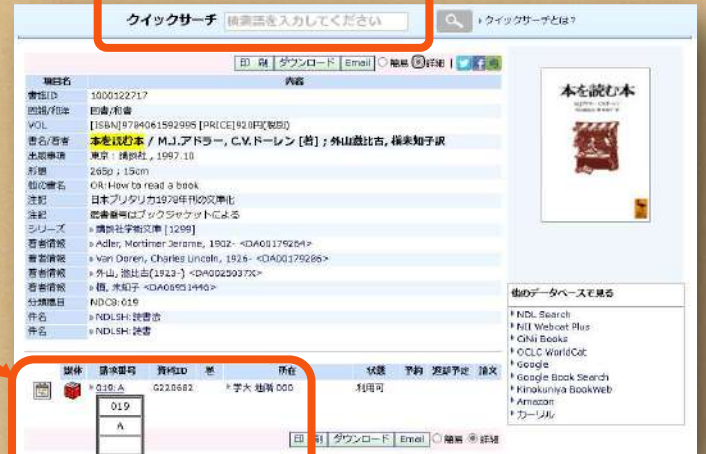 クイックサーチ 検索語を入力してください クイックサーチとは?
印 刷 ダウンロード Email 簡易 詳細
項目名 内容
書誌ID 1000122717
図書/和洋 図書/和書
VOL [ISBN]9784061592995 [PRICE]920円(税別)
書名/著者 本を読む本 / M.J.アドラー, C.V.ドーレン [著] ; 外山滋比古, 槇未知子訳
出版事項 東京 : 講談社 , 1997.10
形態 265p ; 15cm
他の書名 OR:How to read a book
注記 日本ブリタニカ1978年刊の文庫化
注記 叢書番号はブックジャケットによる
シリーズ 講談社学術文庫 [1299]
著者情報 Adler, Mortimer Jerome, 1902- <DA00179264>
著者情報 Van Doren, Charles Lincoln, 1926- <DA00179286>
著者情報 外山, 滋比古(1923-) <DA0025037X>
著者情報 槇, 未知子 <DA06951440>
分類標目 NDC8:019
件名 NDLSH:読書法
件名 NDLSH:読書
媒体 請求番号 資料ID 巻 所在 状態 予約 返却予定 論文
019:A G220682 学大 地階 000 利用可
019
A
印 刷 ダウンロード Email 簡易 詳細
本を読む本
他のデータベースで見る
NDL Search
NII Webcat Plus
CiNii Books
OCLC WorldCat
Google
Google Book Search
Kinokuniya BookWeb
Amazon
カーリル